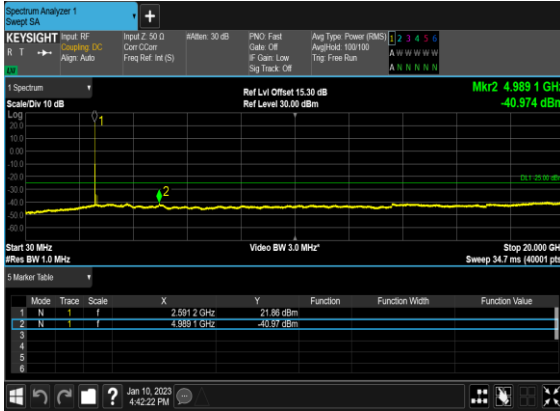 Spectrum Analyzer 1
Swept SA
+
KEYSIGHT
R T
Input: RF
Coupling: DC
Align: Auto
Input Z: 50 Ω
Corr CCorr
Freq Ref: Int (S)
#Atten: 30 dB
PNO: Fast
Gate: Off
IF Gain: Low
Sig Track: Off
Avg Type: Power (RMS)
Avg|Hold: 100/100
Trig: Free Run
1 2 3 4 5 6
A W W W W W
A N N N N N
1 Spectrum
Scale/Div 10 dB
Ref Lvl Offset 15.30 dB
Ref Level 30.00 dBm
Mkr2 4.989 1 GHz
-40.974 dBm
Log
20.0
10.0
0.00
-10.0
-20.0
-30.0
-40.0
-50.0
-60.0
1
2
DL1 -25.00 dBm
Start 30 MHz
#Res BW 1.0 MHz
Video BW 3.0 MHz*
Stop 20.000 GH
Sweep 34.7 ms (40001 pts
5 Marker Table
Mode Trace Scale X Y Function Function Width Function Value
1 N 1 f 2.591 2 GHz 21.86 dBm
2 N 1 f 4.989 1 GHz -40.97 dBm
3
4
5
6
?
Jan 10, 2023
4:42:22 PM